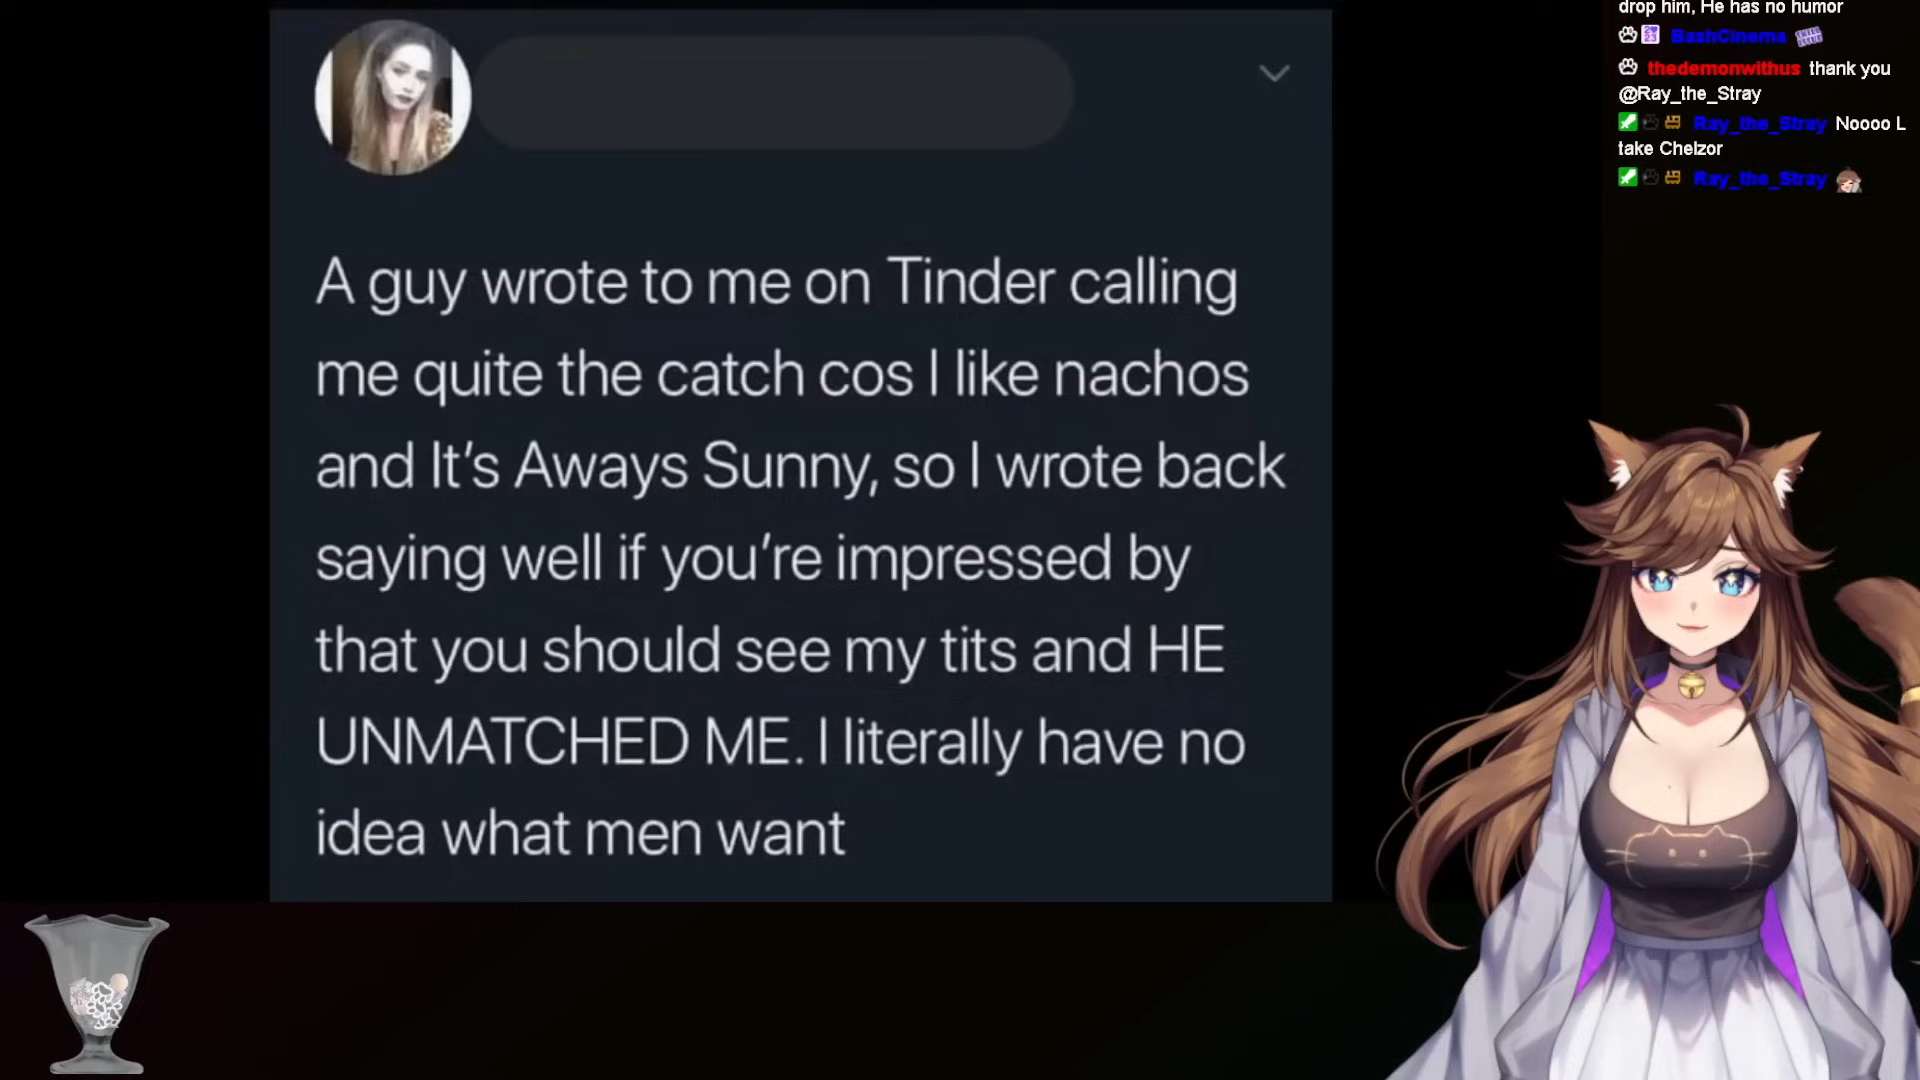 A guy wrote to me on Tinder calling
me quite the catch cos I like nachos
and It's Aways Sunny, so I wrote back
saying well if you're impressed by
that you should see my tits and HE
UNMATCHED ME. I literally have no
idea what men want
drop him, He has no humor
BashCinema
thedemonwithus thank you
@Ray_the_Stray
Ray_the_Stray Noooo L
take Chelzor
Ray_the_Stray